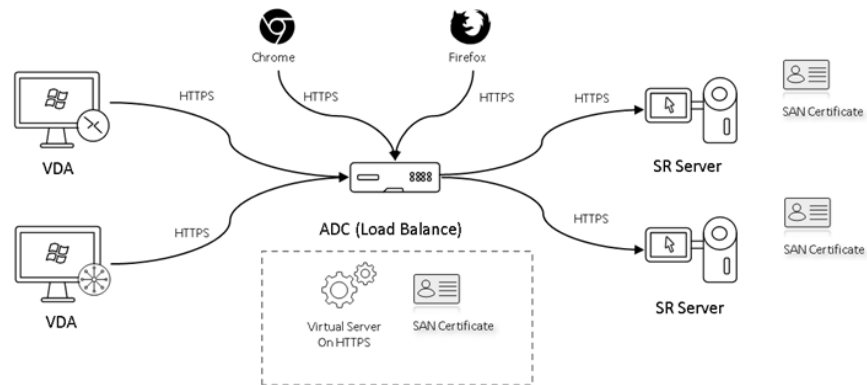 Chrome
Firefox
HTTPS
HTTPS
HTTPS
HTTPS
SAN Certificate
VDA
SR Server
ADC (Load Balance)
HTTPS
HTTPS
SAN Certificate
VDA
SR Server
Virtual Server
On HTTPS
SAN Certificate